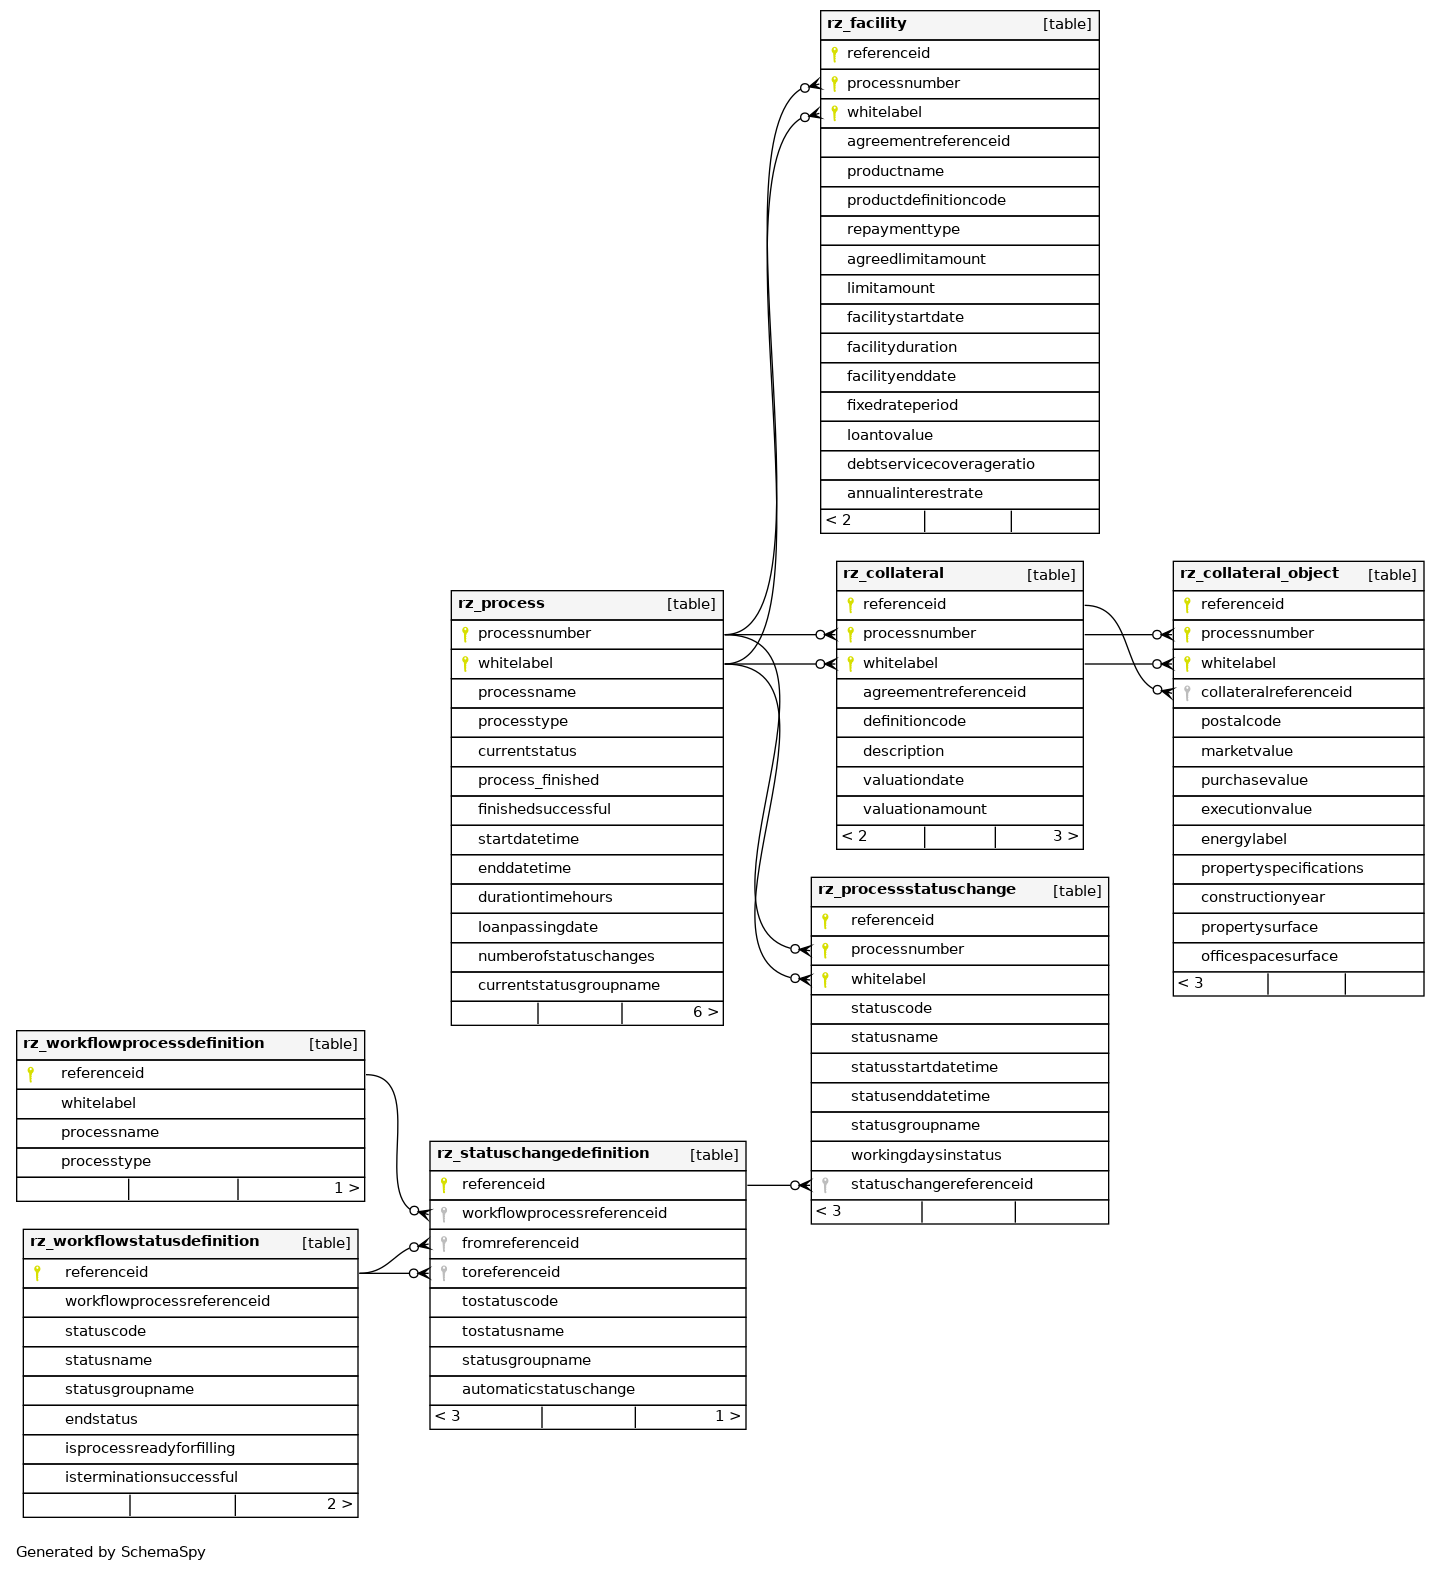 rz_facility [table]
referenceid
processnumber
whitelabel
agreementreferenceid
productname
productdefinitioncode
repaymenttype
agreedlimitamount
limitamount
facilitystartdate
facilityduration
facilityenddate
fixedrateperiod
loantovalue
debtservicecoverageratio
annualinterestrate
< 2
rz_process [table]
processnumber
whitelabel
processname
processtype
currentstatus
process_finished
finishedsuccessful
startdatetime
enddatetime
durationtimehours
loanpassingdate
numberofstatuschanges
currentstatusgroupname
6 >
rz_collateral [table]
referenceid
processnumber
whitelabel
agreementreferenceid
definitioncode
description
valuationdate
valuationamount
< 2 3 >
rz_collateral_object [table]
referenceid
processnumber
whitelabel
collateralreferenceid
postalcode
marketvalue
purchasevalue
executionvalue
energylabel
propertyspecifications
constructionyear
propertysurface
officespacesurface
< 3
rz_processstatuschange [table]
referenceid
processnumber
whitelabel
statuscode
statusname
statusstartdatetime
statusenddatetime
statusgroupname
workingdaysinstatus
statuschangereferenceid
< 3
rz_workflowprocessdefinition [table]
referenceid
whitelabel
processname
processtype
1 >
rz_statuschangedefinition [table]
referenceid
workflowprocessreferenceid
fromreferenceid
toreferenceid
tostatuscode
tostatusname
statusgroupname
automaticstatuschange
< 3 1 >
rz_workflowstatusdefinition [table]
referenceid
workflowprocessreferenceid
statuscode
statusname
statusgroupname
endstatus
isprocessreadyforfilling
isterminationsuccessful
2 >
Generated by SchemaSpy